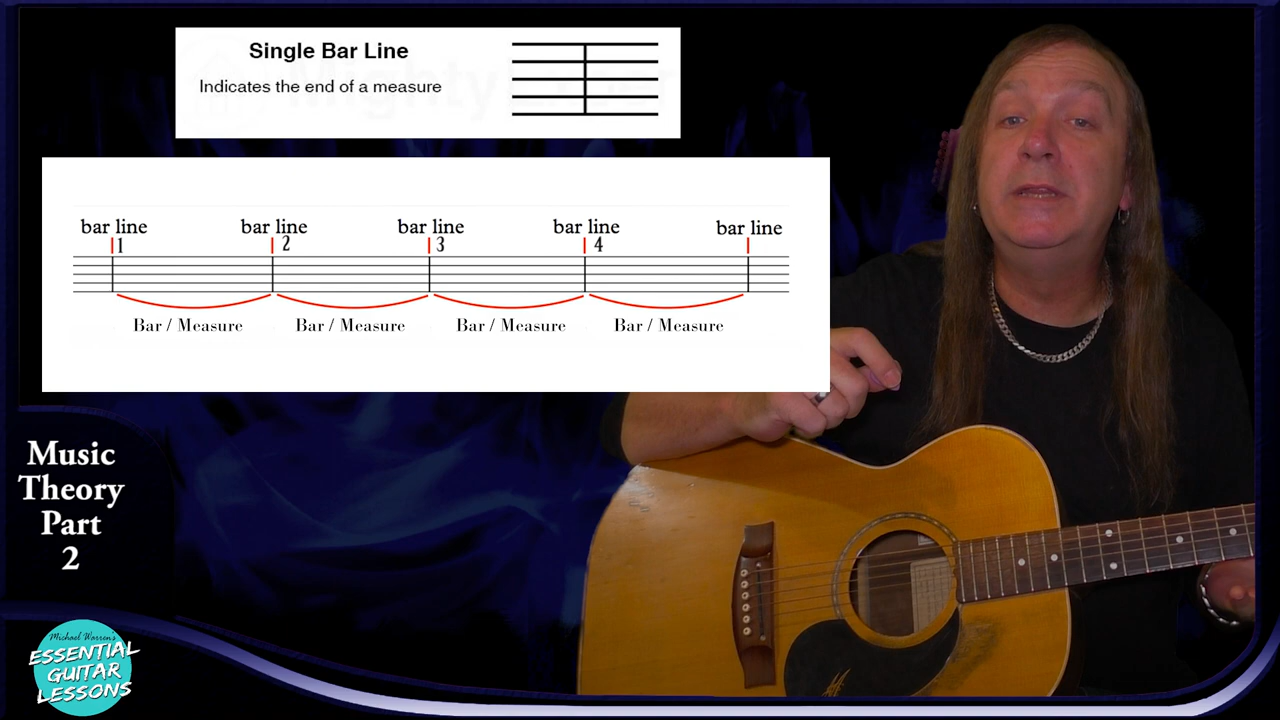 Single Bar Line
Indicates the end of a measure
bar line bar line bar line bar line bar line
1 2 3 4
Bar / Measure Bar / Measure Bar / Measure Bar / Measure
Music
Theory
Part
2
Michael Warren's
ESSENTIAL
GUITAR
LESSONS